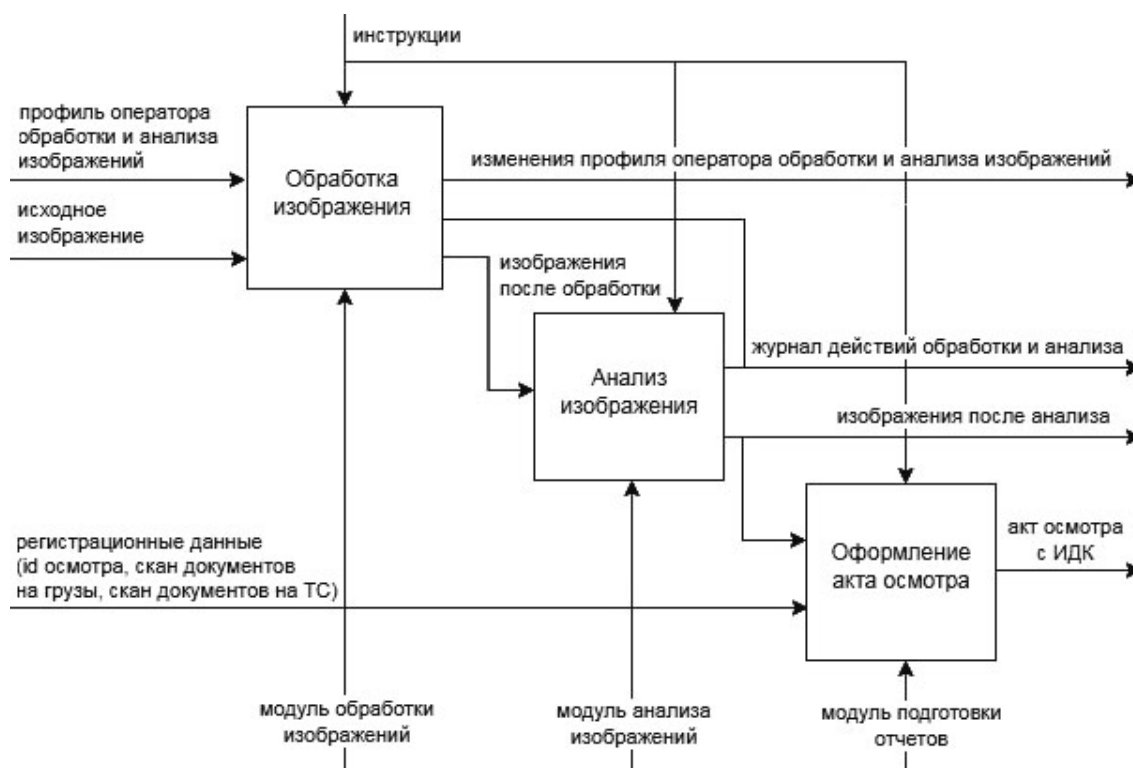 инструкции
профиль оператора
обработки и анализа
изображений
изменения профиля оператора обработки и анализа изображений
Обработка
изображения
исходное
изображение
изображения
после обработки
журнал действий обработки и анализа
Анализ
изображения
изображения после анализа
регистрационные данные
(id осмотра, скан документов
на грузы, скан документов на ТС)
Оформление
акта осмотра
акт осмотра
с ИДК
модуль обработки
изображений
модуль анализа
изображений
модуль подготовки
отчетов